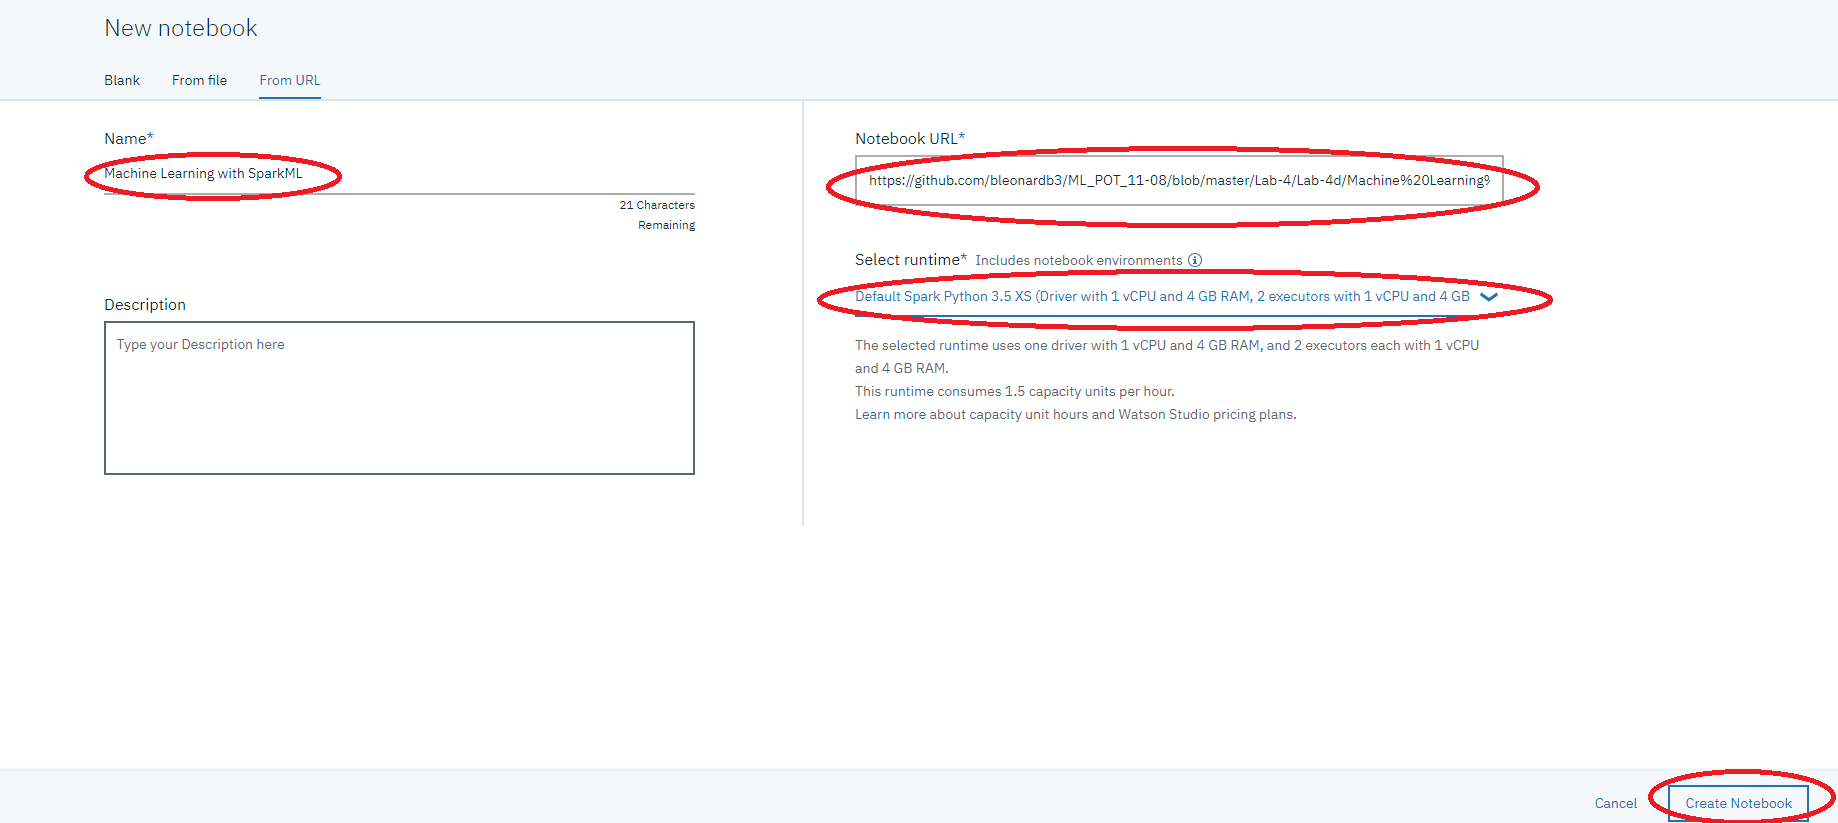 New notebook
Blank From file From URL
Name*
Machine Learning with SparkML
21 Characters
Remaining
Description
Type your Description here
Notebook URL*
https://github.com/bleonardb3/ML_POT_11-08/blob/master/Lab-4/Lab-4d/Machine%20Learning%
Select runtime* Includes notebook environments
Default Spark Python 3.5 XS (Driver with 1 vCPU and 4 GB RAM, 2 executors with 1 vCPU and 4 GB
The selected runtime uses one driver with 1 vCPU and 4 GB RAM, and 2 executors each with 1 vCPU
and 4 GB RAM.
This runtime consumes 1.5 capacity units per hour.
Learn more about capacity unit hours and Watson Studio pricing plans.
Cancel Create Notebook